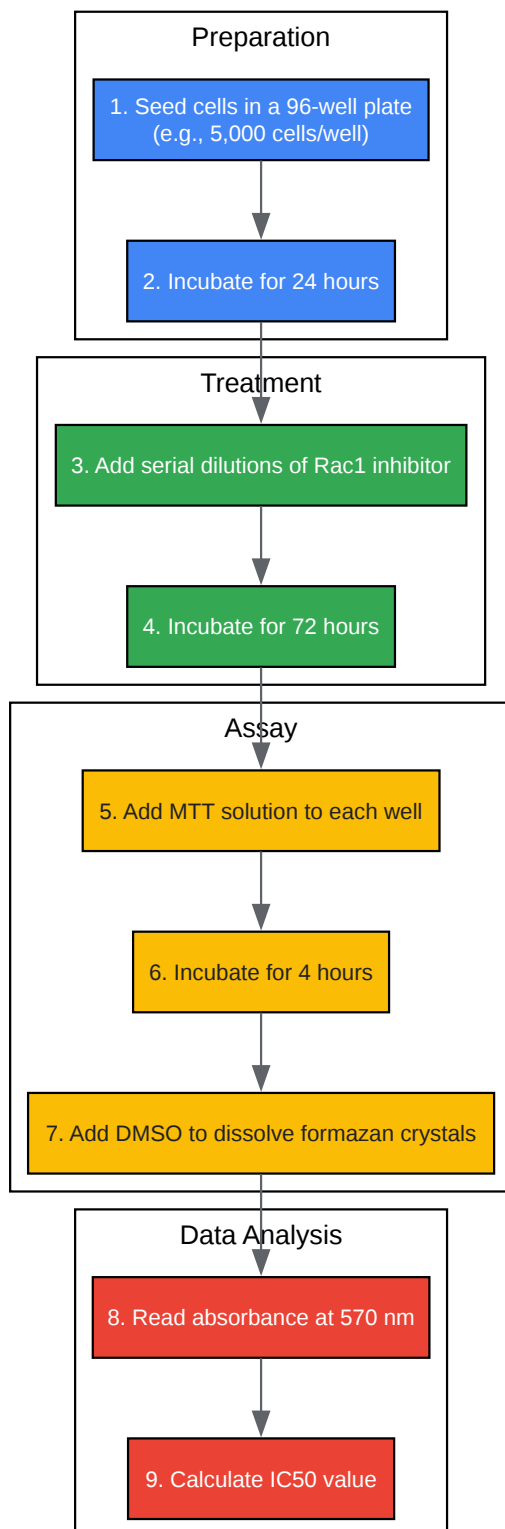 Preparation
1. Seed cells in a 96-well plate
(e.g., 5,000 cells/well)
2. Incubate for 24 hours
Treatment
3. Add serial dilutions of Rac1 inhibitor
4. Incubate for 72 hours
Assay
5. Add MTT solution to each well
6. Incubate for 4 hours
7. Add DMSO to dissolve formazan crystals
Data Analysis
8. Read absorbance at 570 nm
9. Calculate IC50 value